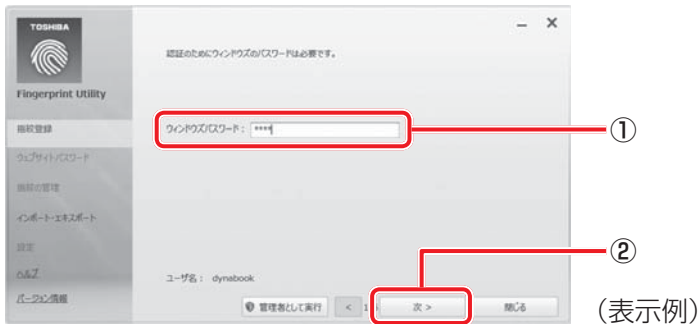 TOSHIBA
認証のためにウィンドウズのパスワードは必要です。
Fingerprint Utility
指紋登録
ウィンドウズパスワード： ****
①
ウェブサイトパスワード
指紋の管理
インポート・エキスポート
設定
②
ヘルプ
ユーザ名： dynabook
バージョン情報
管理者として実行 < 次 > 閉じる
（表示例）